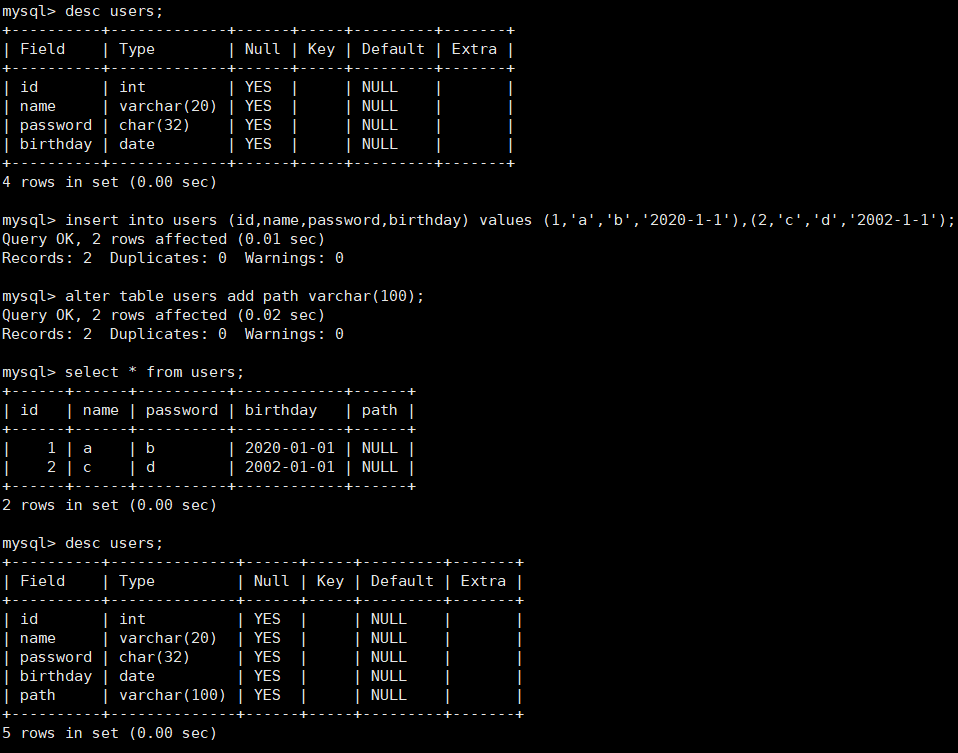 mysql> desc users;
+----------+-------------+------+-----+---------+-------+
| Field    | Type        | Null | Key | Default | Extra |
+----------+-------------+------+-----+---------+-------+
| id       | int         | YES  |     | NULL    |       |
| name     | varchar(20) | YES  |     | NULL    |       |
| password | char(32)    | YES  |     | NULL    |       |
| birthday | date        | YES  |     | NULL    |       |
+----------+-------------+------+-----+---------+-------+
4 rows in set (0.00 sec)

mysql> insert into users (id,name,password,birthday) values (1,'a','b','2020-1-1'),(2,'c','d','2002-1-1');
Query OK, 2 rows affected (0.01 sec)
Records: 2  Duplicates: 0  Warnings: 0

mysql> alter table users add path varchar(100);
Query OK, 2 rows affected (0.02 sec)
Records: 2  Duplicates: 0  Warnings: 0

mysql> select * from users;
+------+------+----------+------------+------+
| id   | name | password | birthday   | path |
+------+------+----------+------------+------+
|    1 | a    | b        | 2020-01-01 | NULL |
|    2 | c    | d        | 2002-01-01 | NULL |
+------+------+----------+------------+------+
2 rows in set (0.00 sec)

mysql> desc users;
+----------+--------------+------+-----+---------+-------+
| Field    | Type         | Null | Key | Default | Extra |
+----------+--------------+------+-----+---------+-------+
| id       | int          | YES  |     | NULL    |       |
| name     | varchar(20)  | YES  |     | NULL    |       |
| password | char(32)     | YES  |     | NULL    |       |
| birthday | date         | YES  |     | NULL    |       |
| path     | varchar(100) | YES  |     | NULL    |       |
+----------+--------------+------+-----+---------+-------+
5 rows in set (0.00 sec)